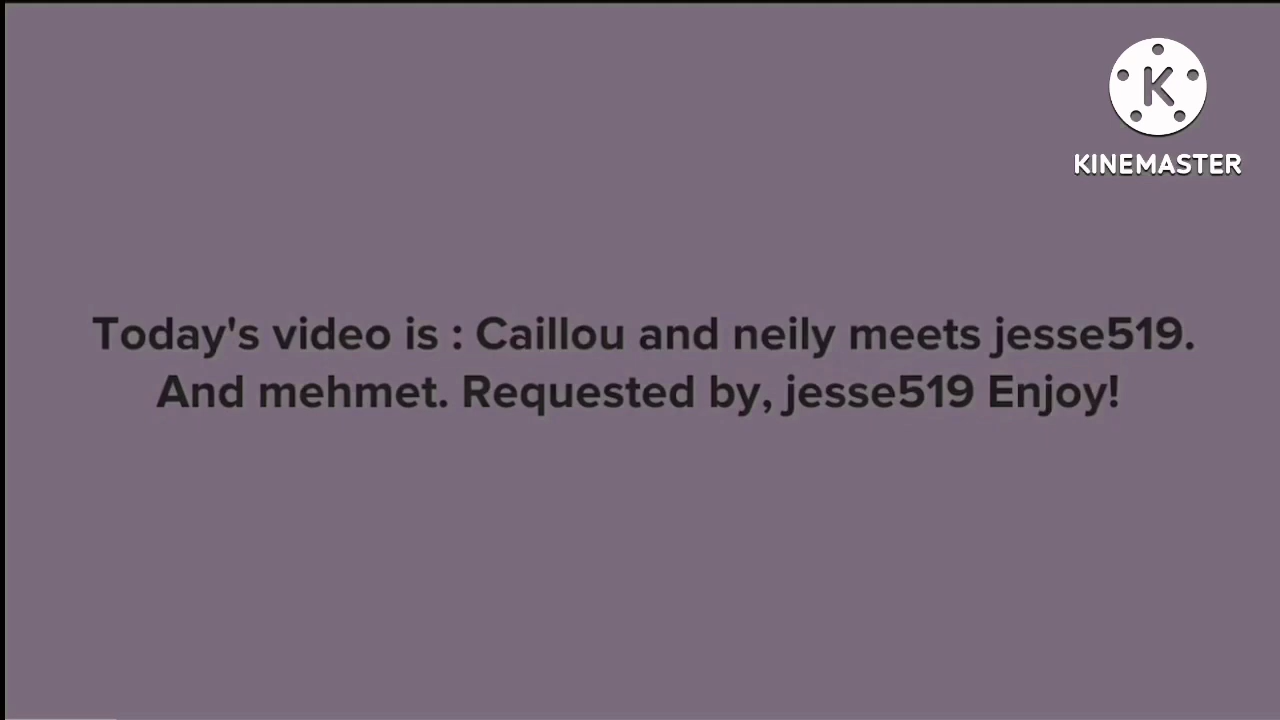 K
KINEMASTER
Today's video is : Caillou and neily meets jesse519.
And mehmet. Requested by, jesse519 Enjoy!